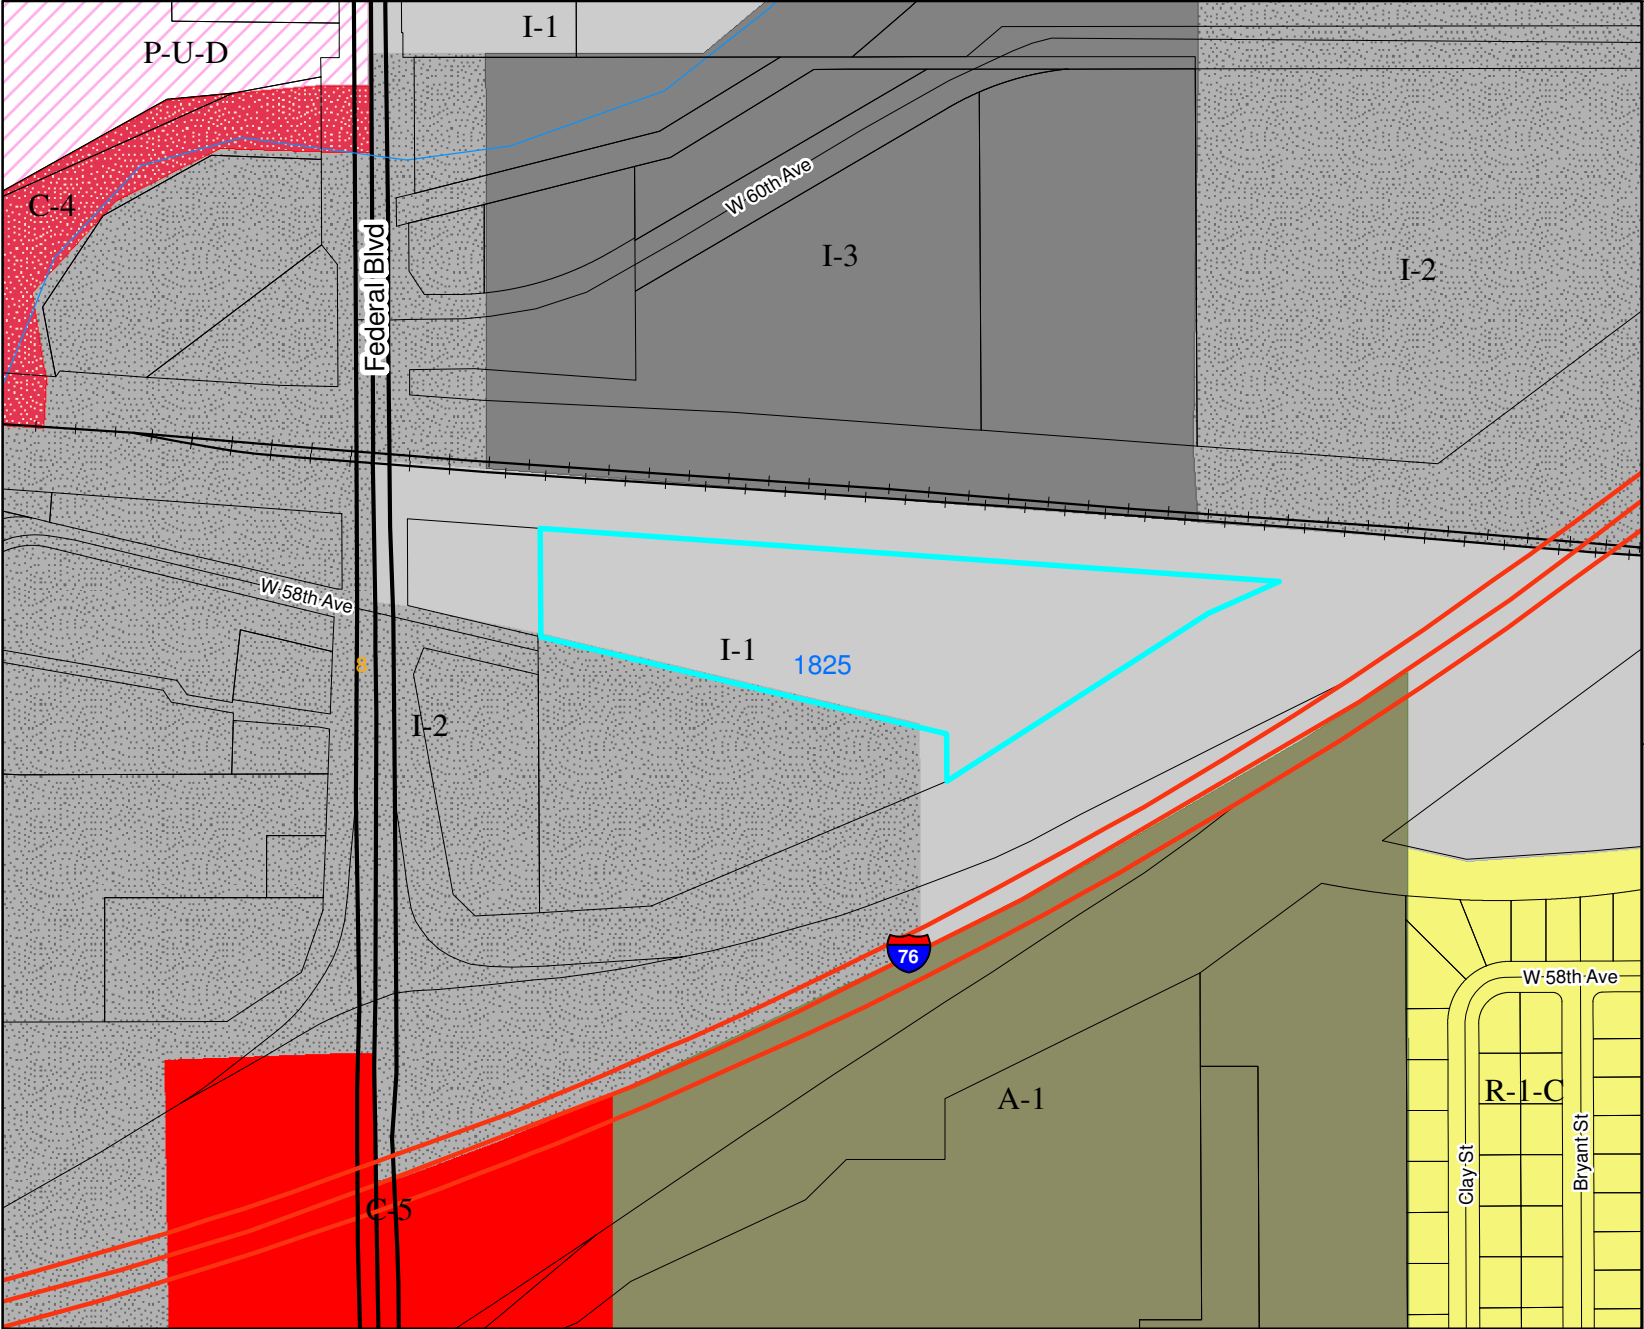 I-1
P-U-D
C-4
W 60th Ave
I-3
I-2
Federal Blvd
W 58th Ave
I-1
1825
8
I-2
76
W 58th Ave
A-1
R-1-C
Clay St
Bryant St
C-5